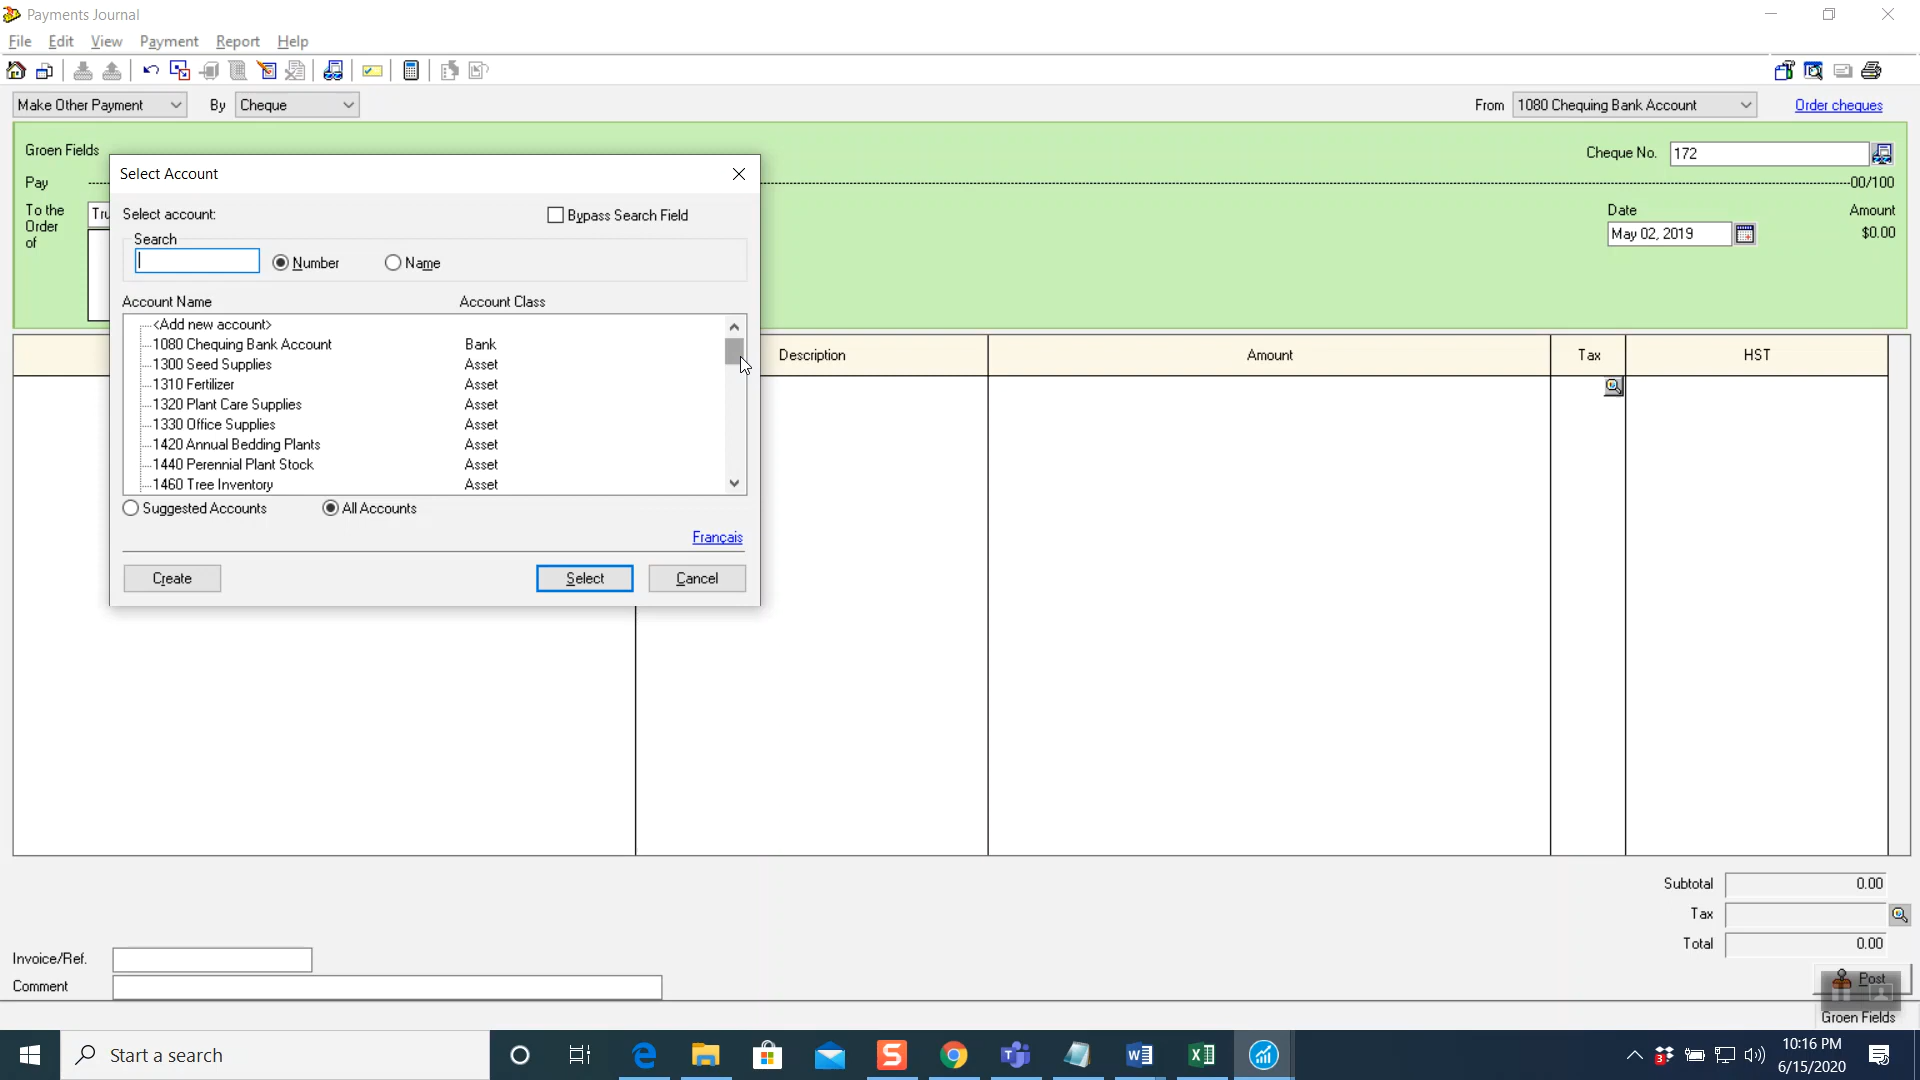 Payments Journal
File Edit View Payment Report Help
Make Other Payment By Cheque From 1080 Chequing Bank Account Order cheques
Groen Fields
Cheque No. 172
Pay 00/100
To the
Order
of
Tru
Date
May 02, 2019
Amount
$0.00
Select Account
Select account:
Bypass Search Field
Search
Number Name
Account Name Account Class
<Add new account>
1080 Chequing Bank Account Bank
1300 Seed Supplies Asset
1310 Fertilizer Asset
1320 Plant Care Supplies Asset
1330 Office Supplies Asset
1420 Annual Bedding Plants Asset
1440 Perennial Plant Stock Asset
1460 Tree Inventory Asset
Suggested Accounts All Accounts
Français
Create Select Cancel
Description Amount Tax HST
Subtotal 0.00
Tax
Total 0.00
Invoice/Ref.
Comment
Post
Groen Fields
Start a search
3
10:16 PM
6/15/2020